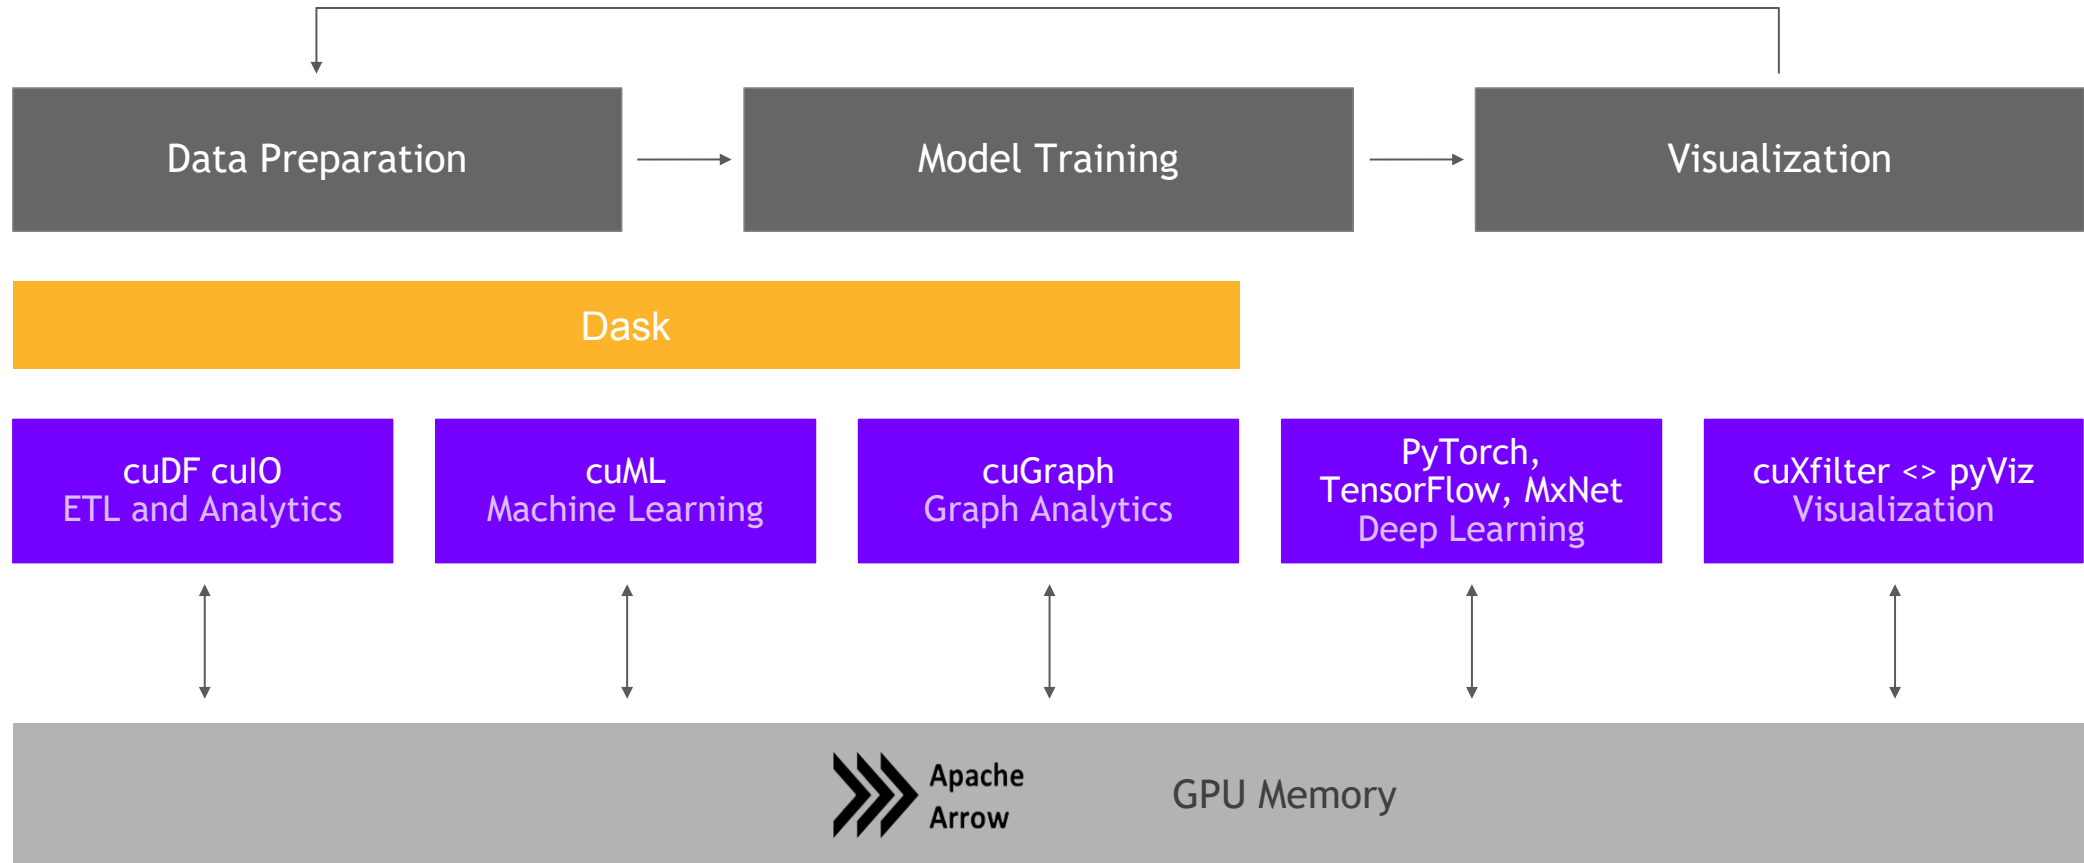 Data Preparation
Model Training
Visualization
Dask
cuDF cuIO
ETL and Analytics
cuML
Machine Learning
cuGraph
Graph Analytics
PyTorch,
TensorFlow, MxNet
Deep Learning
cuXfilter <> pyViz
Visualization
Apache
Arrow
GPU Memory